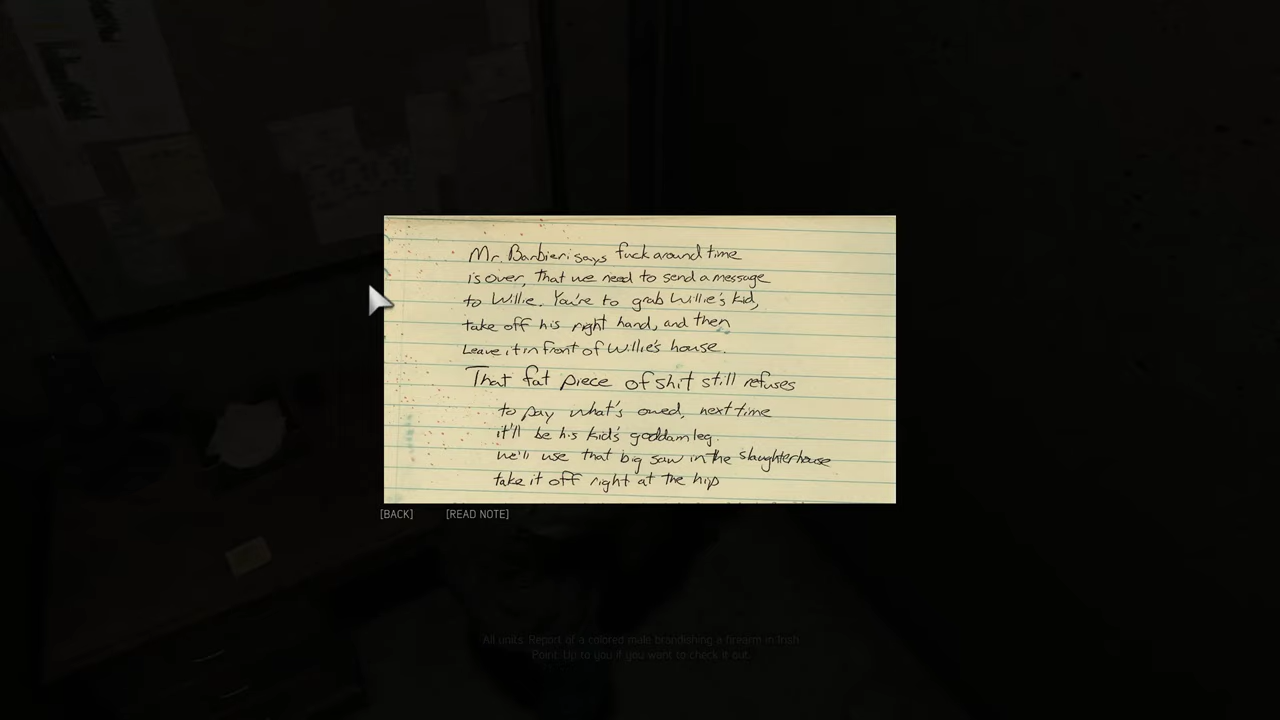 Mr. Barbieri says fuck around time
is over, that we need to send a message
to Willie. You're to grab Willie's kid,
take off his right hand, and then
Leave it in front of Willie's house.
That fat piece of shit still refuses
to pay what's owed, next time
it'll be his kid's goddam leg.
we'll use that big saw in the slaughterhouse
take it off right at the hip
[BACK] [READ NOTE]
All units. Report of a colored male brandishing a firearm in Irish
Point. Up to you if you want to check it out.